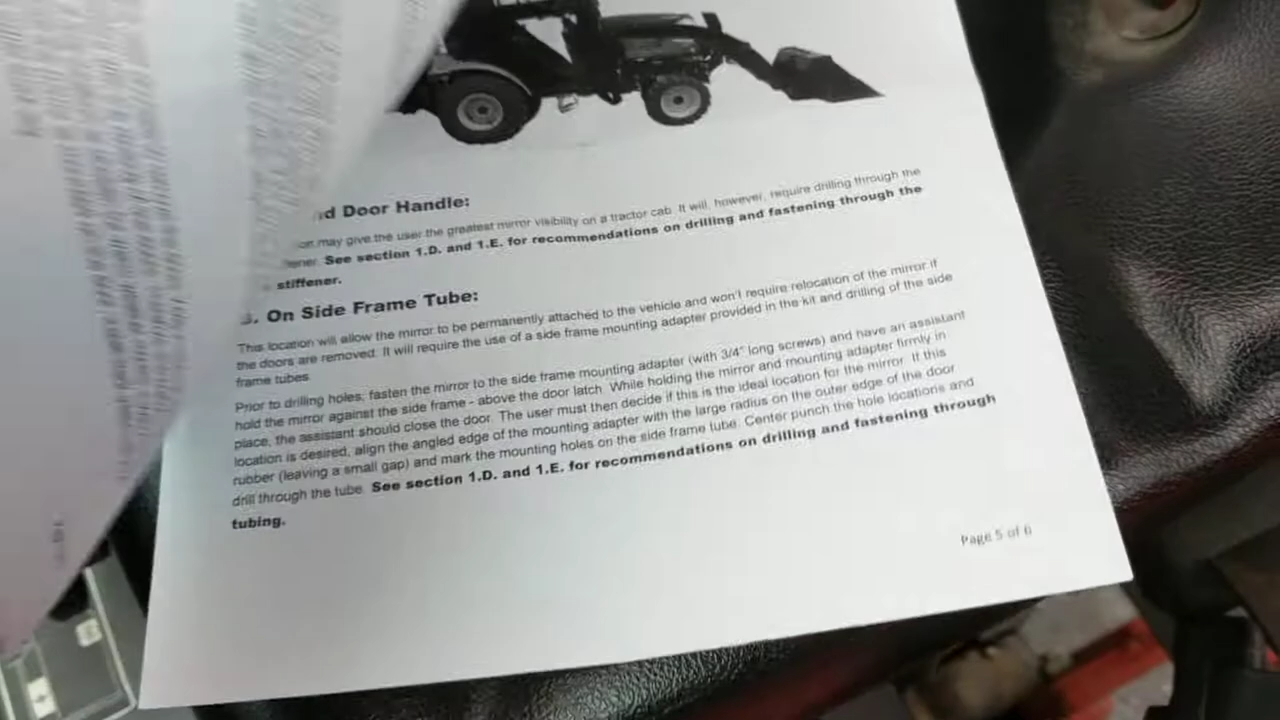 d Door Handle:
may give the user the greatest mirror visibility on a tractor cab. It will, however, require drilling through the
See section 1.D. and 1.E. for recommendations on drilling and fastening through the
stiffener.
. On Side Frame Tube:
This location will allow the mirror to be permanently attached to the vehicle and won't require relocation of the mirror if
the doors are removed. It will require the use of a side frame mounting adapter provided in the kit and drilling of the side
frame tubes.
Prior to drilling holes, fasten the mirror to the side frame mounting adapter (with 3/4" long screws) and have an assistant
hold the mirror against the side frame - above the door latch. While holding the mirror and mounting adapter firmly in
place, the assistant should close the door. The user must then decide if this is the ideal location for the mirror. If this
location is desired, align the angled edge of the mounting adapter with the large radius on the outer edge of the door
rubber (leaving a small gap) and mark the mounting holes on the side frame tube. Center punch the hole locations and
drill through the tube. See section 1.D. and 1.E. for recommendations on drilling and fastening through
tubing.
Page 5 of 6